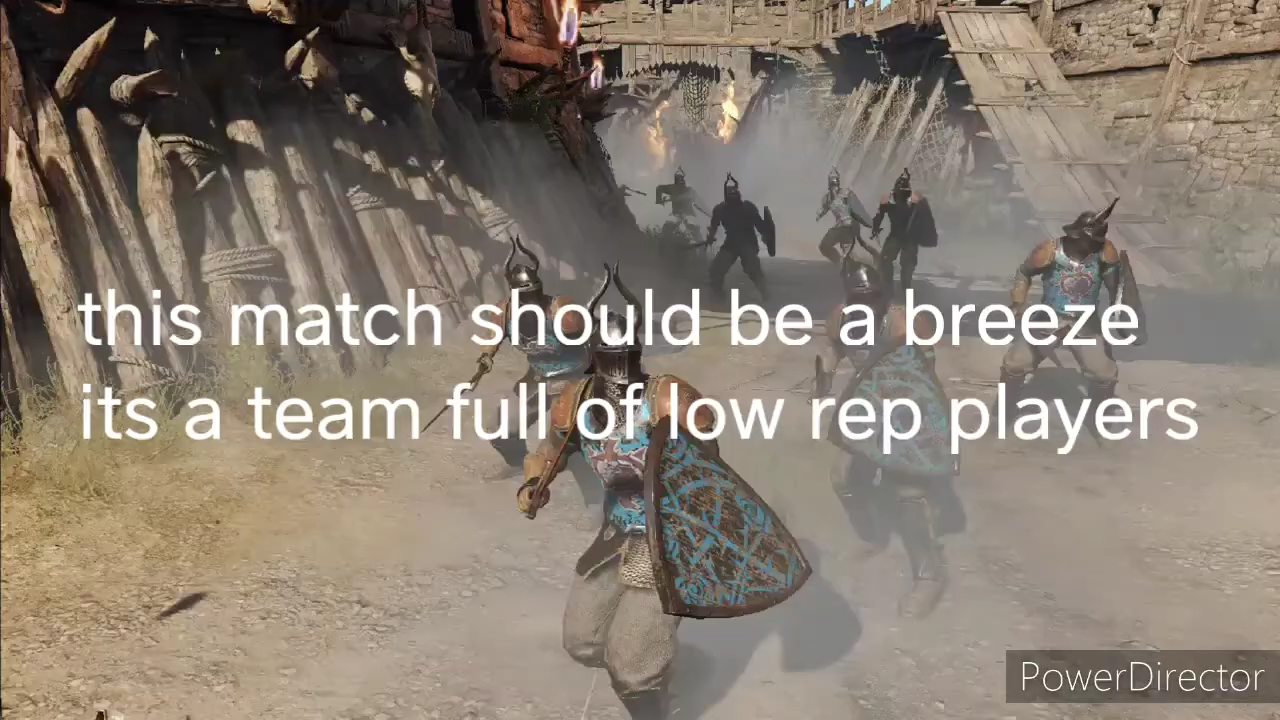 this match should be a breeze
its a team full of low rep players
PowerDirector